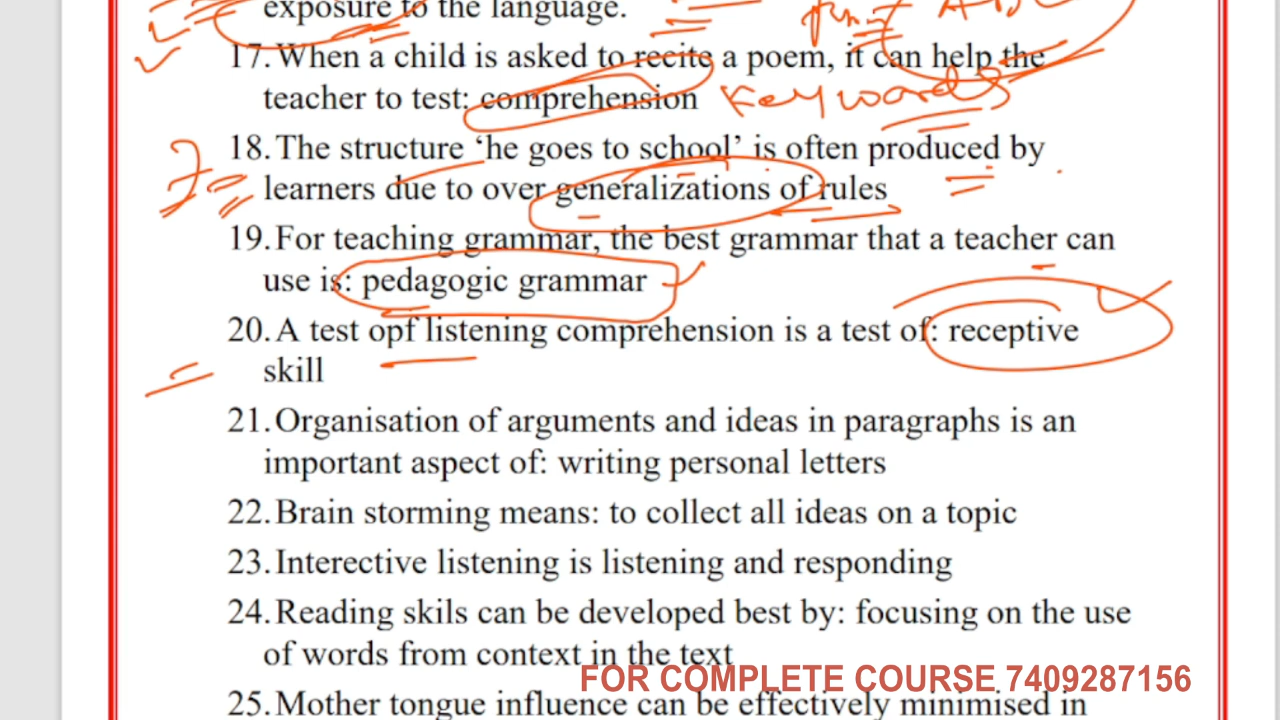 exposure to the language.
17. When a child is asked to recite a poem, it can help the
teacher to test: comprehension
Key words
18. The structure ‘he goes to school’ is often produced by
learners due to over generalizations of rules
19. For teaching grammar, the best grammar that a teacher can
use is: pedagogic grammar
20. A test opf listening comprehension is a test of: receptive
skill
21. Organisation of arguments and ideas in paragraphs is an
important aspect of: writing personal letters
22. Brain storming means: to collect all ideas on a topic
23. Interective listening is listening and responding
24. Reading skils can be developed best by: focusing on the use
of words from context in the text
FOR COMPLETE COURSE 7409287156
25. Mother tongue influence can be effectively minimised in